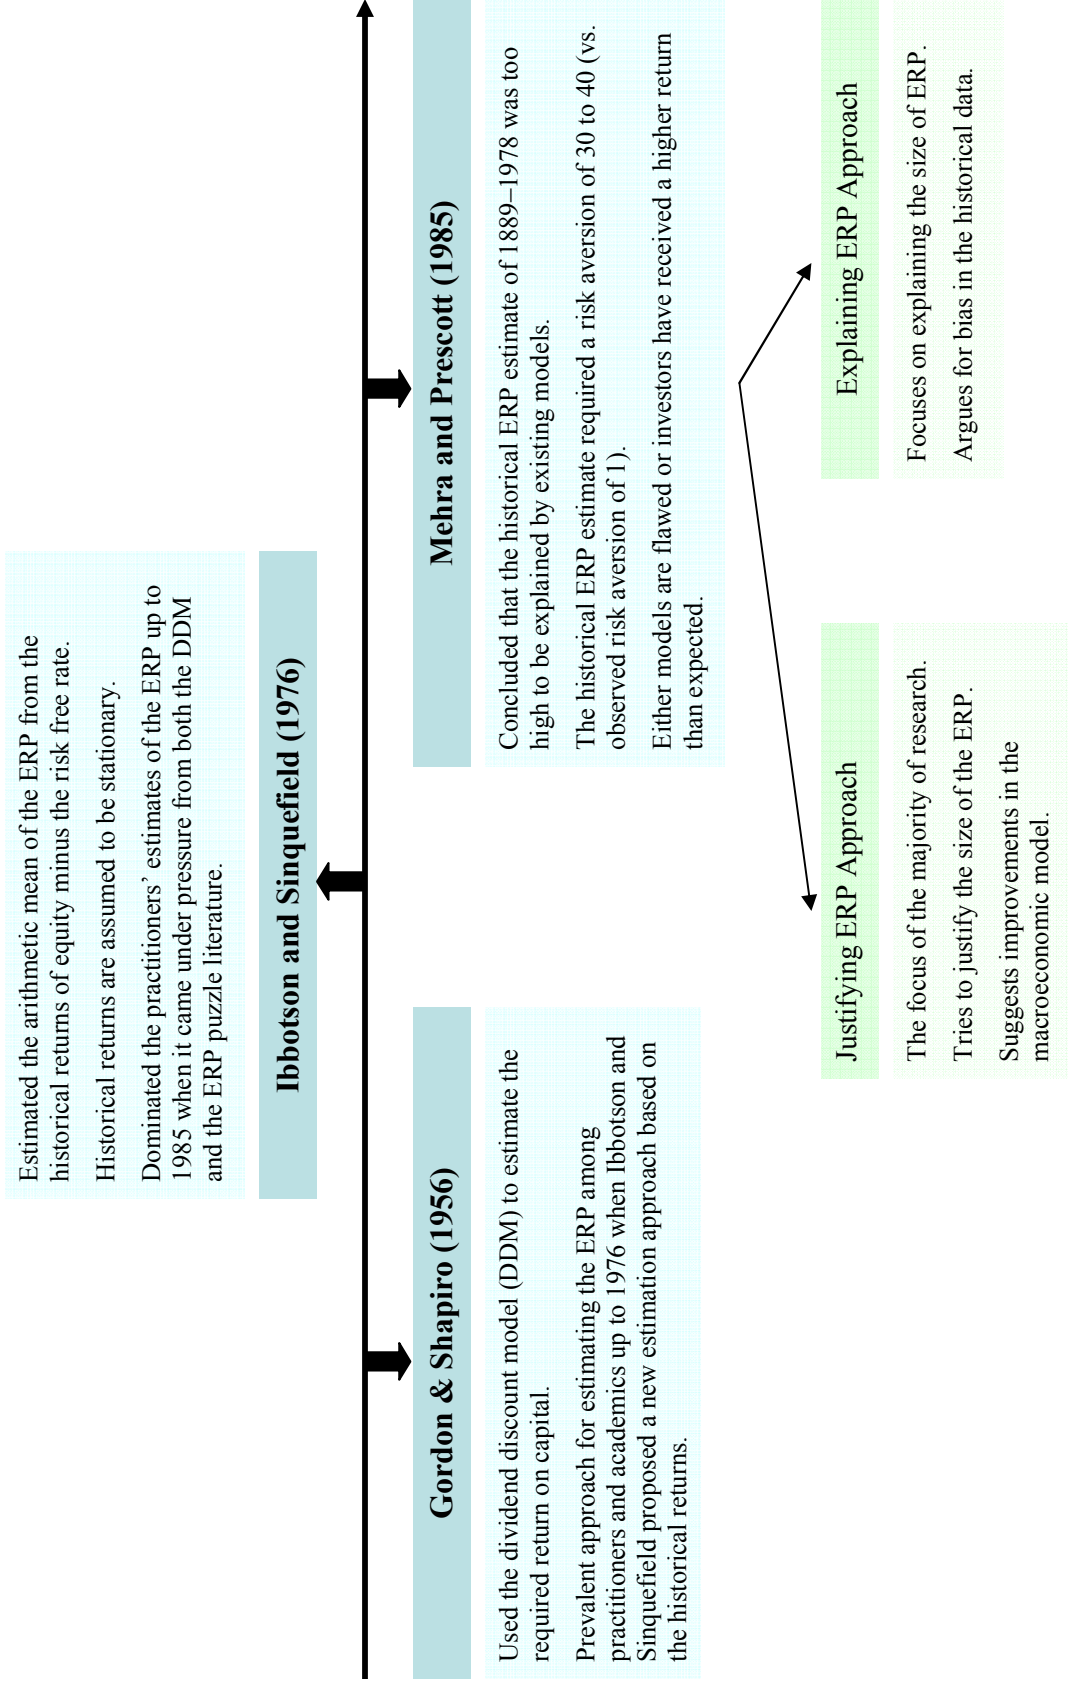 Estimated the arithmetic mean of the ERP from the
historical returns of equity minus the risk free rate.
Historical returns are assumed to be stationary.
Dominated the practitioners’ estimates of the ERP up to
1985 when it came under pressure from both the DDM
and the ERP puzzle literature.
Ibbotson and Sinquefield (1976)
Gordon & Shapiro (1956)
Used the dividend discount model (DDM) to estimate the
required return on capital.
Prevalent approach for estimating the ERP among
practitioners and academics up to 1976 when Ibbotson and
Sinquefield proposed a new estimation approach based on
the historical returns.
Mehra and Prescott (1985)
Concluded that the historical ERP estimate of 1889–1978 was too
high to be explained by existing models.
The historical ERP estimate required a risk aversion of 30 to 40 (vs.
observed risk aversion of 1).
Either models are flawed or investors have received a higher return
than expected.
Justifying ERP Approach
The focus of the majority of research.
Tries to justify the size of the ERP.
Suggests improvements in the
macroeconomic model.
Explaining ERP Approach
Focuses on explaining the size of ERP.
Argues for bias in the historical data.